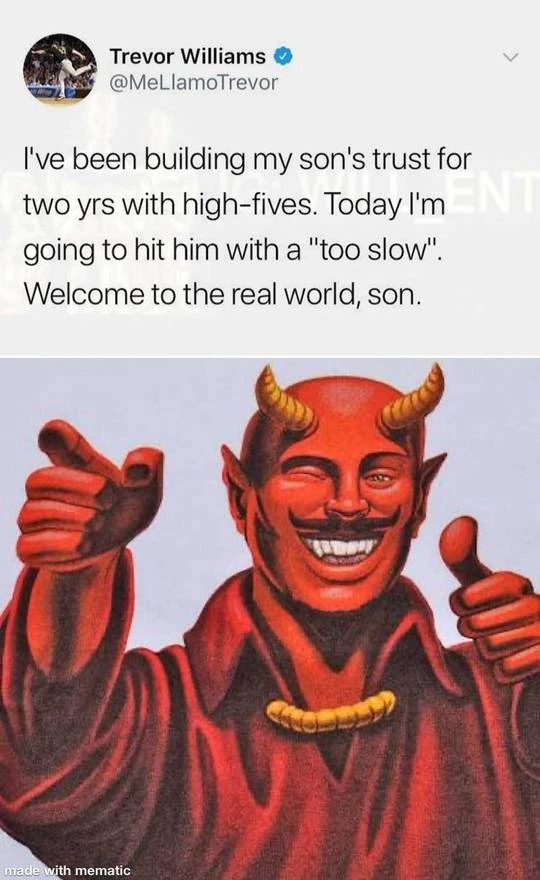 Trevor Williams
@MeLlamoTrevor
I've been building my son's trust for
two yrs with high-fives. Today I'm
going to hit him with a "too slow".
Welcome to the real world, son.
made with mematic